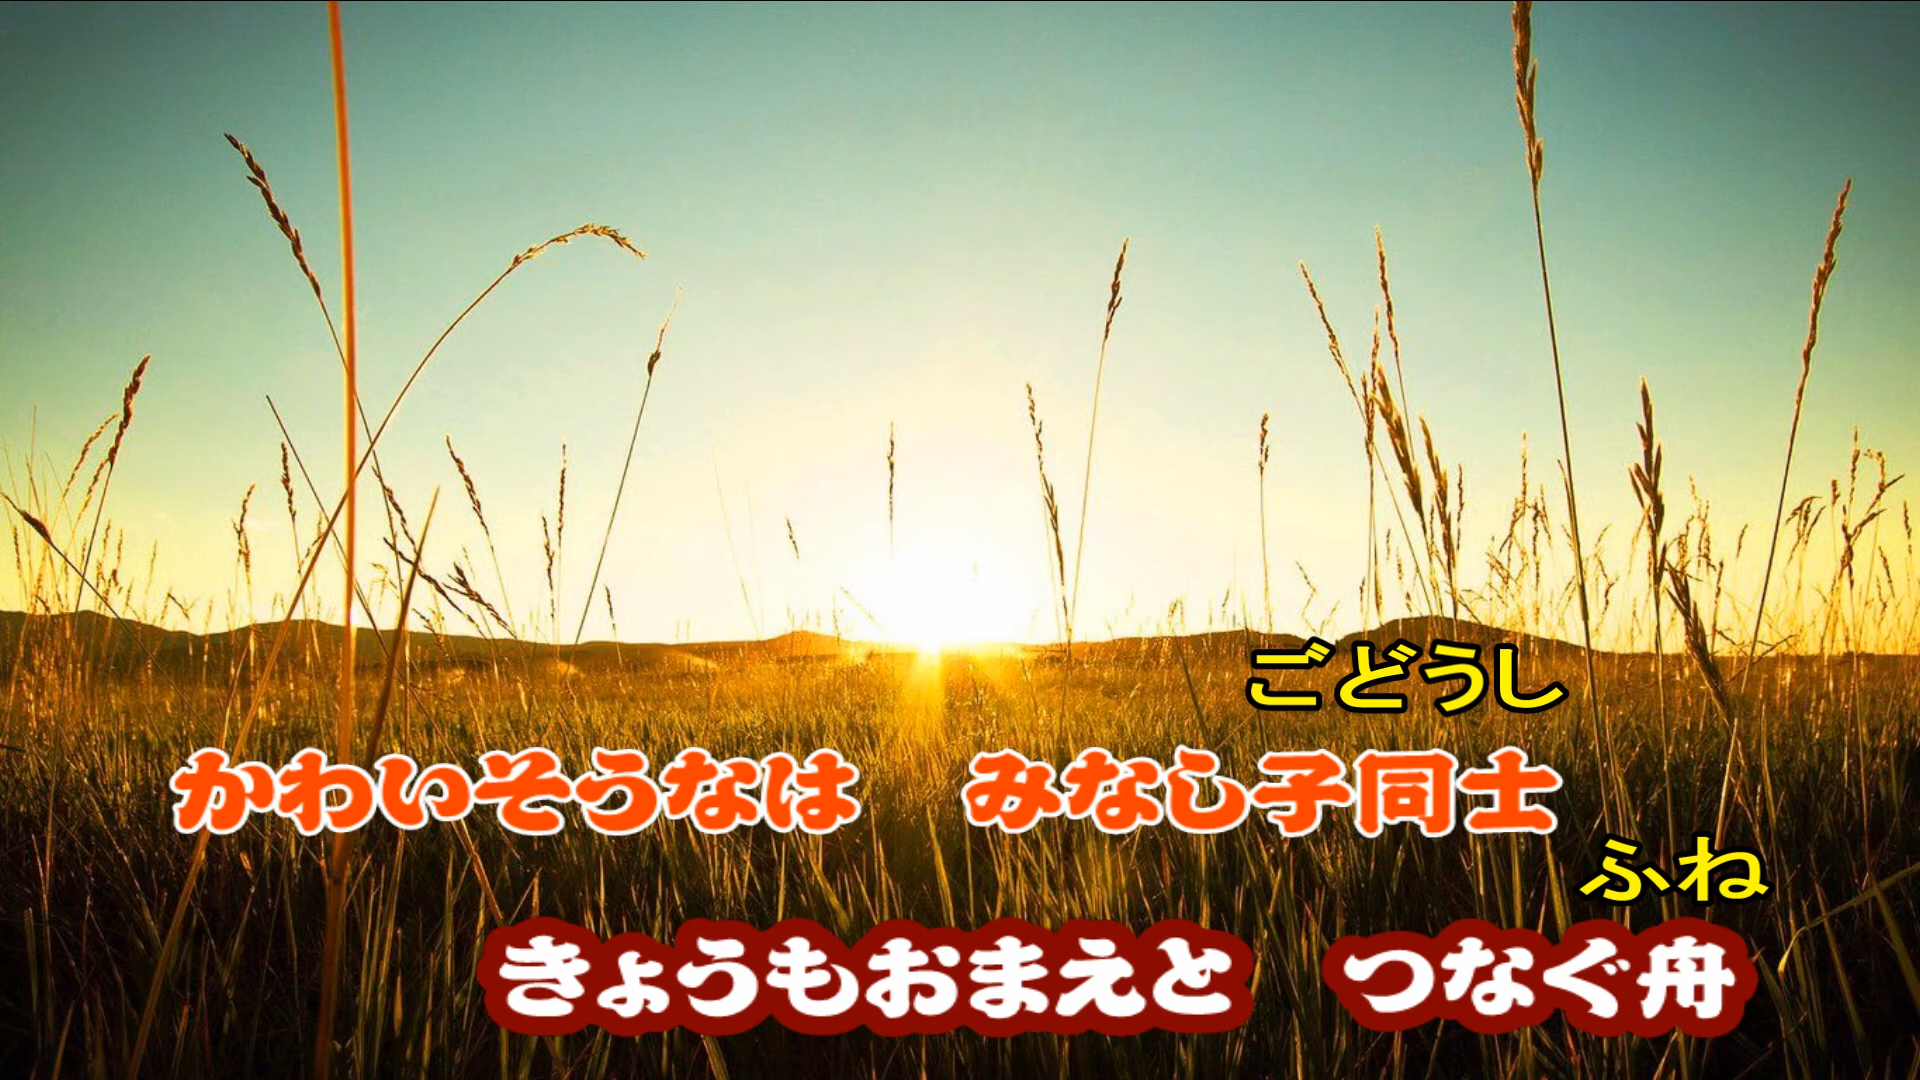 ごどうし
かわいそうなは　みなし子同士
ふね
きょうもおまえと　つなぐ舟